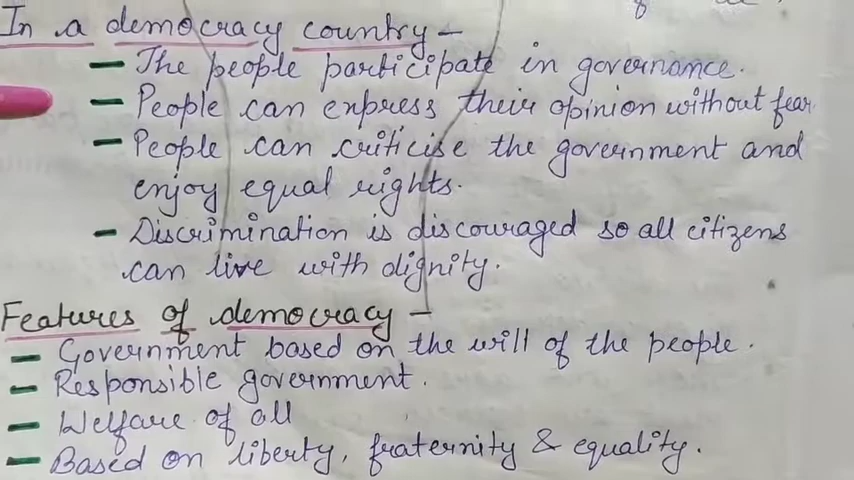 In a democracy country -
- The people participate in governance.
- People can express their opinion without fear
- People can criticise the government and
enjoy equal rights.
- Discrimination is discouraged so all citizens
can live with dignity.
Features of democracy -
- Government based on the will of the people.
- Responsible government.
- Welfare of all
- Based on liberty, fraternity & equality.